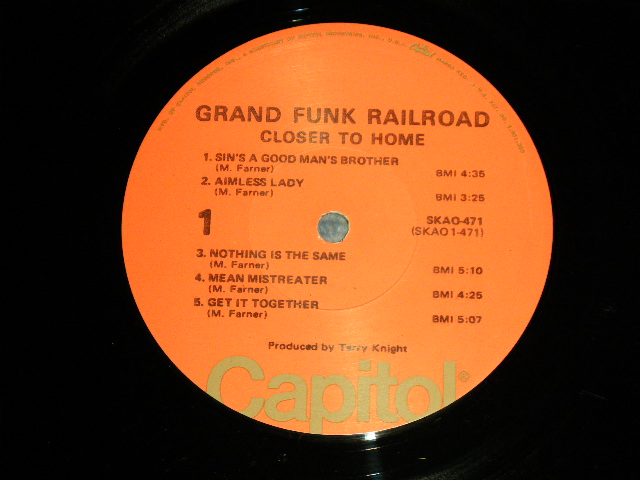 GRAND FUNK RAILROAD
CLOSER TO HOME
1. SIN'S A GOOD MAN'S BROTHER
(M. Farner) BMI 4:35
2. AIMLESS LADY
(M. Farner) BMI 3:25
1
SKAO-471
(SKAO1-471)
3. NOTHING IS THE SAME
(M. Farner) BMI 5:10
4. MEAN MISTREATER
(M. Farner) BMI 4:25
5. GET IT TOGETHER
(M. Farner) BMI 5:07
Produced by Terry Knight
Capitol®